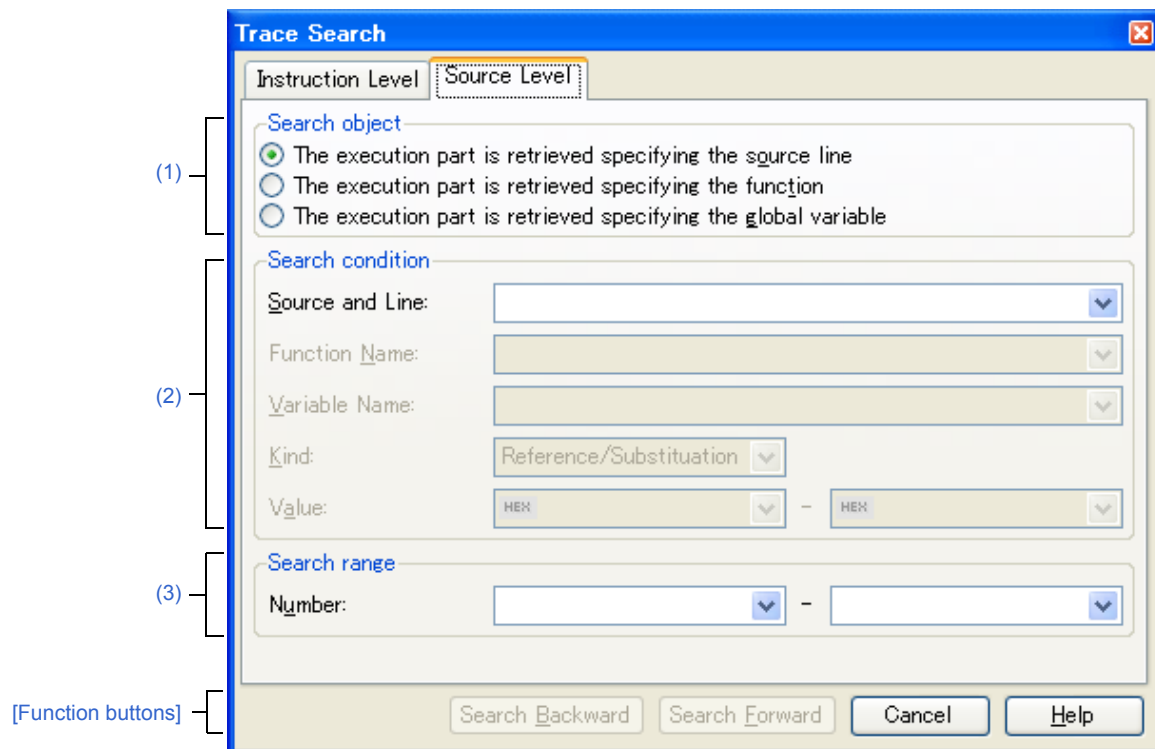 Trace Search
Instruction Level Source Level
(1)
Search object
The execution part is retrieved specifying the source line
The execution part is retrieved specifying the function
The execution part is retrieved specifying the global variable
(2)
Search condition
Source and Line:
Function Name:
Variable Name:
Kind: Reference/Substituation
Value: HEX - HEX
(3)
Search range
Number: -
[Function buttons]
Search Backward Search Forward Cancel Help